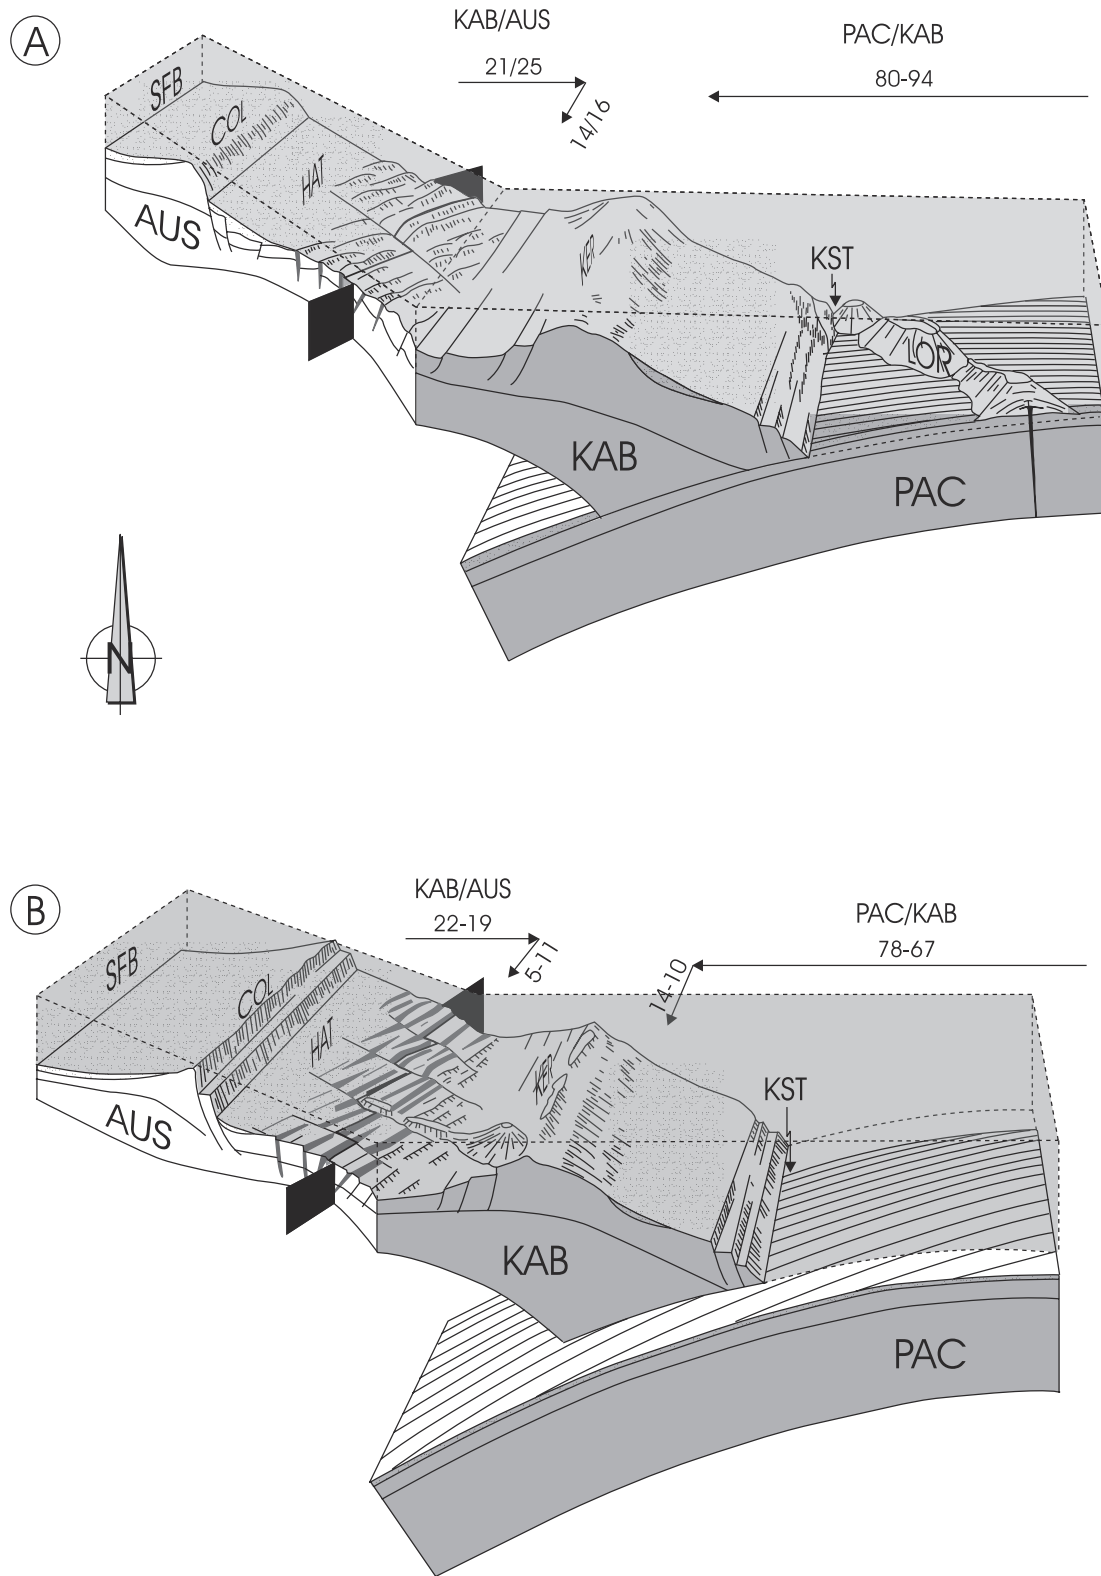 A
KAB/AUS
21/25
14/16
PAC/KAB
80-94
SFB
COL
HAT
AUS
KER
KST
LOR
KAB
PAC
N
B
KAB/AUS
22-19
5-11
PAC/KAB
78-67
14-10
SFB
COL
HAT
KER
KST
AUS
KAB
PAC